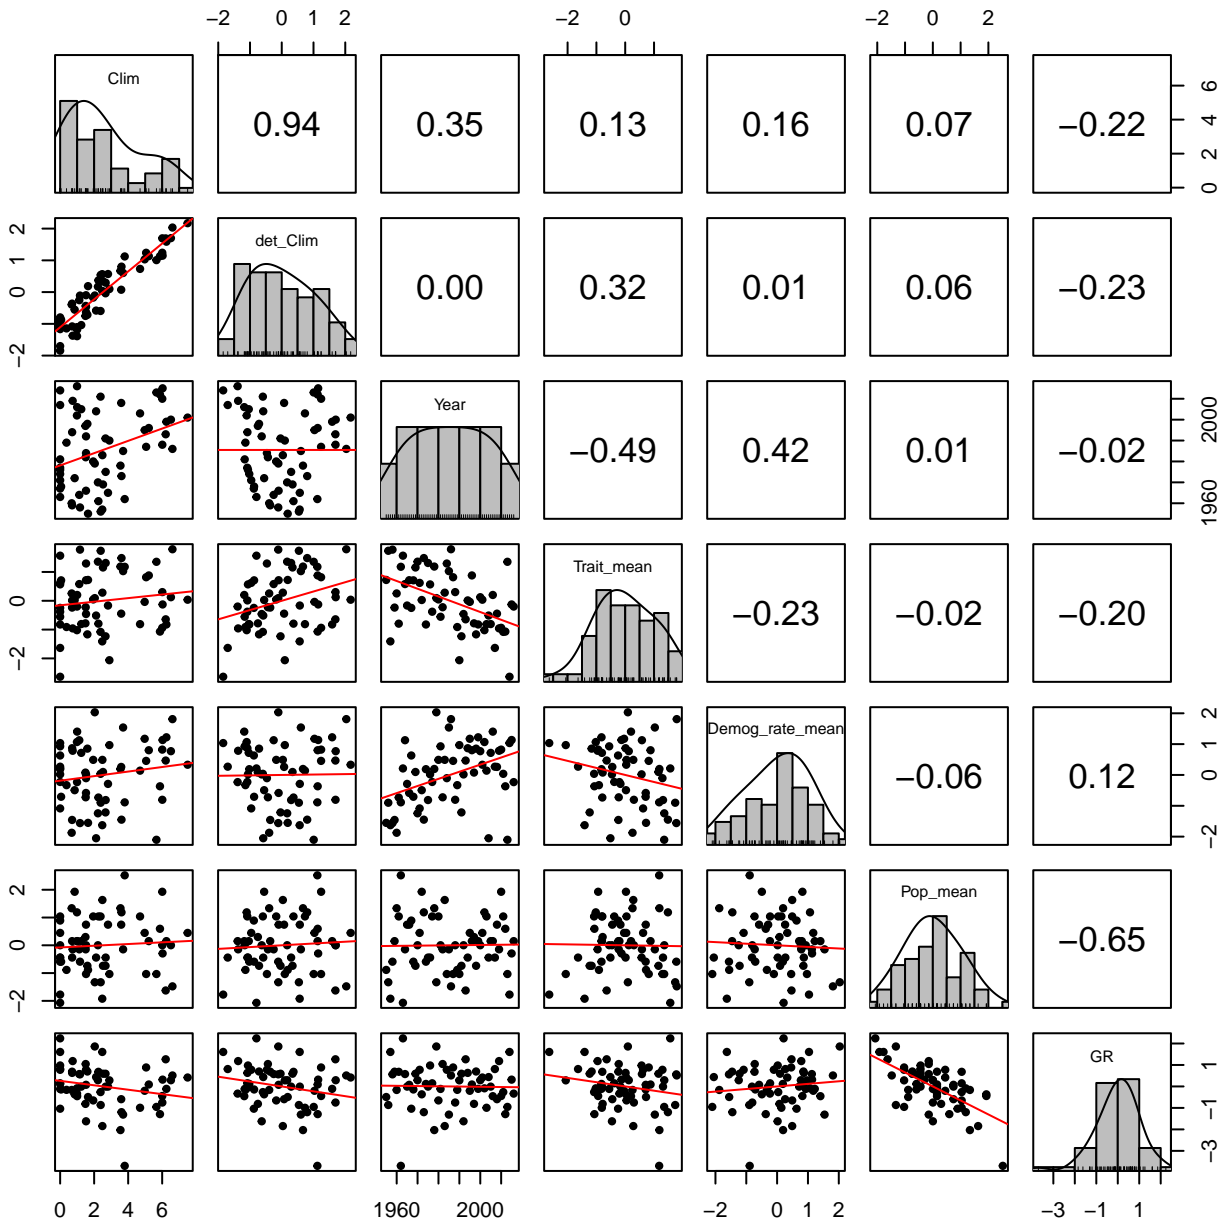 −2 0 1 2
−2 0
−2 0 2
Clim
0.94
0.35
0.13
0.16
0.07
−0.22
0 2 4 6
−2 0 1 2
det_Clim
0.00
0.32
0.01
0.06
−0.23
Year
−0.49
0.42
0.01
−0.02
1960 2000
−2 0
Trait_mean
−0.23
−0.02
−0.20
Demog_rate_mean
−0.06
0.12
−2 0 1 2
−2 0 2
Pop_mean
−0.65
GR
−3 −1 1
0 2 4 6
1960 2000
−2 0 1 2
−3 −1 1